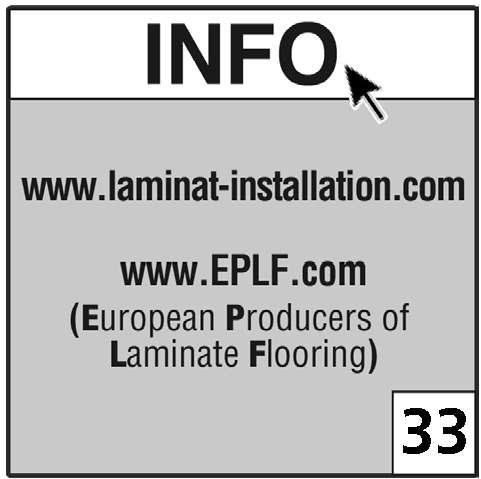 INFO
www.laminat-installation.com
www.EPLF.com
(European Producers of
Laminate Flooring)
33